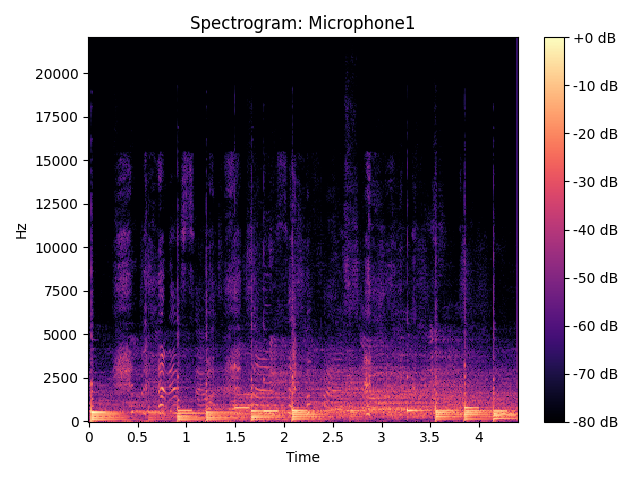 Spectrogram: Microphone1
Hz
20000
17500
15000
12500
10000
7500
5000
2500
0
0 0.5 1 1.5 2 2.5 3 3.5 4
Time
+0 dB
-10 dB
-20 dB
-30 dB
-40 dB
-50 dB
-60 dB
-70 dB
-80 dB